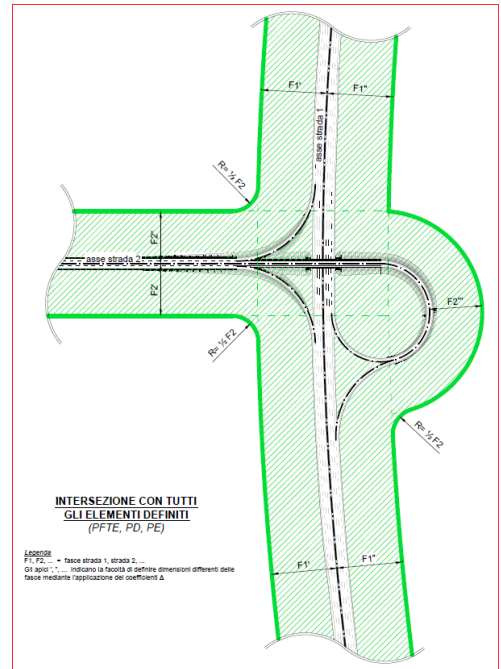 F1' F1"
asse strada 1
R= ½ F2
F2"
asse strada 2
F2'
F2'''
R= ½ F2
R= ½ F2
INTERSEZIONE CON TUTTI
GLI ELEMENTI DEFINITI
(PFTE, PD, PE)
Legenda
F1, F2, ... = fasce strada 1, strada 2, ...
Gli apici ', ", ... indicano la facoltà di definire dimensioni differenti delle
fasce mediante l'applicazione dei coefficienti Δ
F1' F1"